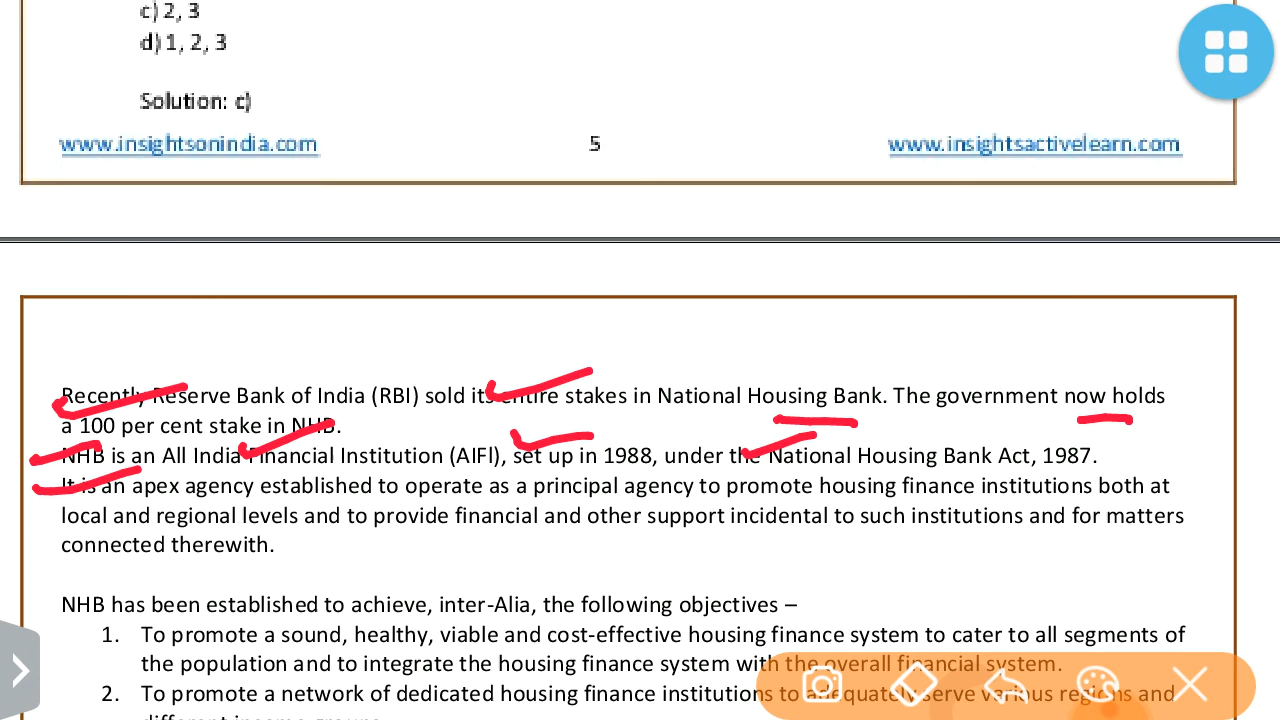 c) 2, 3
d) 1, 2, 3
Solution: c)
www.insightsonindia.com 5 www.insightsactivelearn.com
Recently Reserve Bank of India (RBI) sold its entire stakes in National Housing Bank. The government now holds
a 100 per cent stake in NHB.
NHB is an All India Financial Institution (AIFl), set up in 1988, under the National Housing Bank Act, 1987.
It is an apex agency established to operate as a principal agency to promote housing finance institutions both at
local and regional levels and to provide financial and other support incidental to such institutions and for matters
connected therewith.
NHB has been established to achieve, inter-Alia, the following objectives –
1. To promote a sound, healthy, viable and cost-effective housing finance system to cater to all segments of
the population and to integrate the housing finance system with the overall financial system.
2. To promote a network of dedicated housing finance institutions to adequately serve various regions and
different income groups